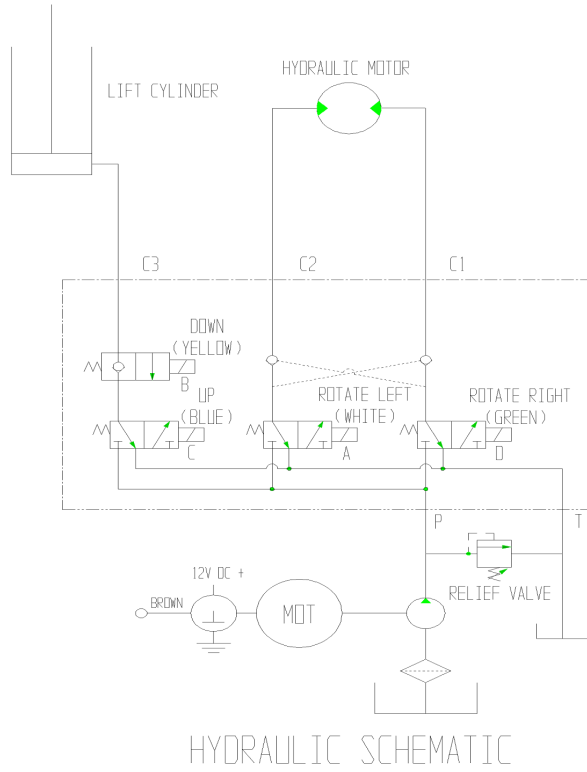 HYDRAULIC MOTOR
LIFT CYLINDER
C3
C2
C1
DOWN
(YELLOW)
B
UP
(BLUE)
C
ROTATE LEFT
(WHITE)
A
ROTATE RIGHT
(GREEN)
D
P
T
RELIEF VALVE
12V DC +
BROWN
MOT
HYDRAULIC SCHEMATIC